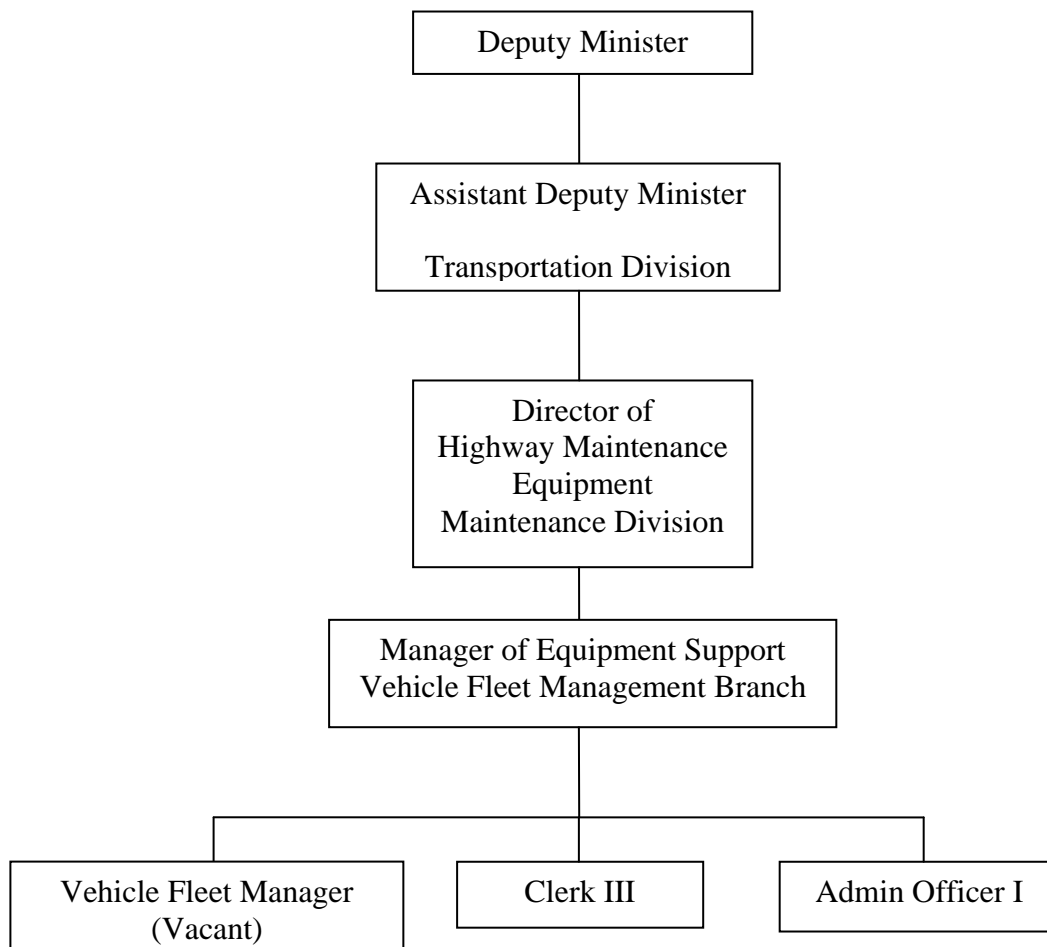 Deputy Minister
Assistant Deputy Minister
Transportation Division
Director of
Highway Maintenance
Equipment
Maintenance Division
Manager of Equipment Support
Vehicle Fleet Management Branch
Vehicle Fleet Manager
(Vacant)
Clerk III
Admin Officer I